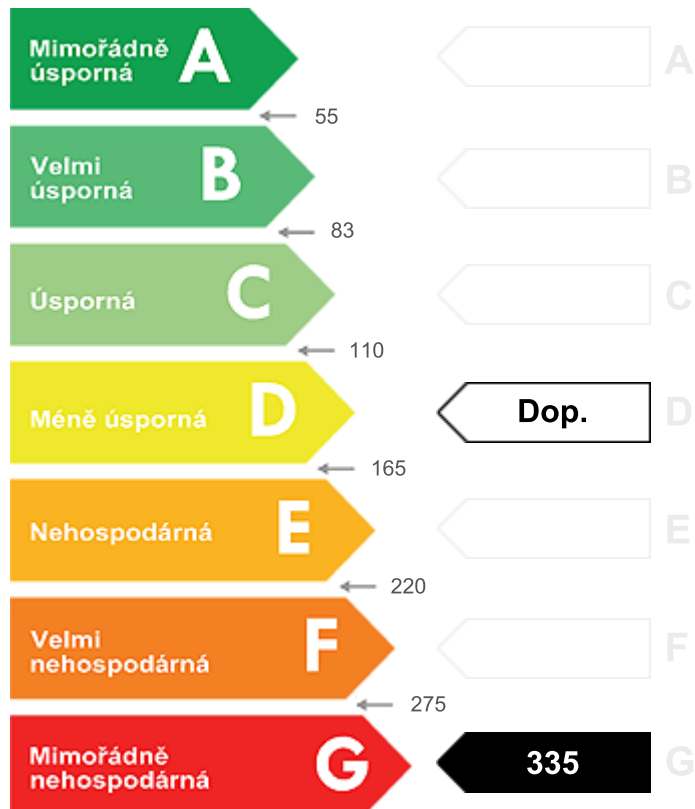 Mimořádně
úsporná
A
A
55
Velmi
úsporná
B
B
83
Úsporná
C
C
110
Méně úsporná
D
Dop.
D
165
Nehospodárná
E
E
220
Velmi
nehospodárná
F
F
275
Mimořádně
nehospodárná
G
335
G